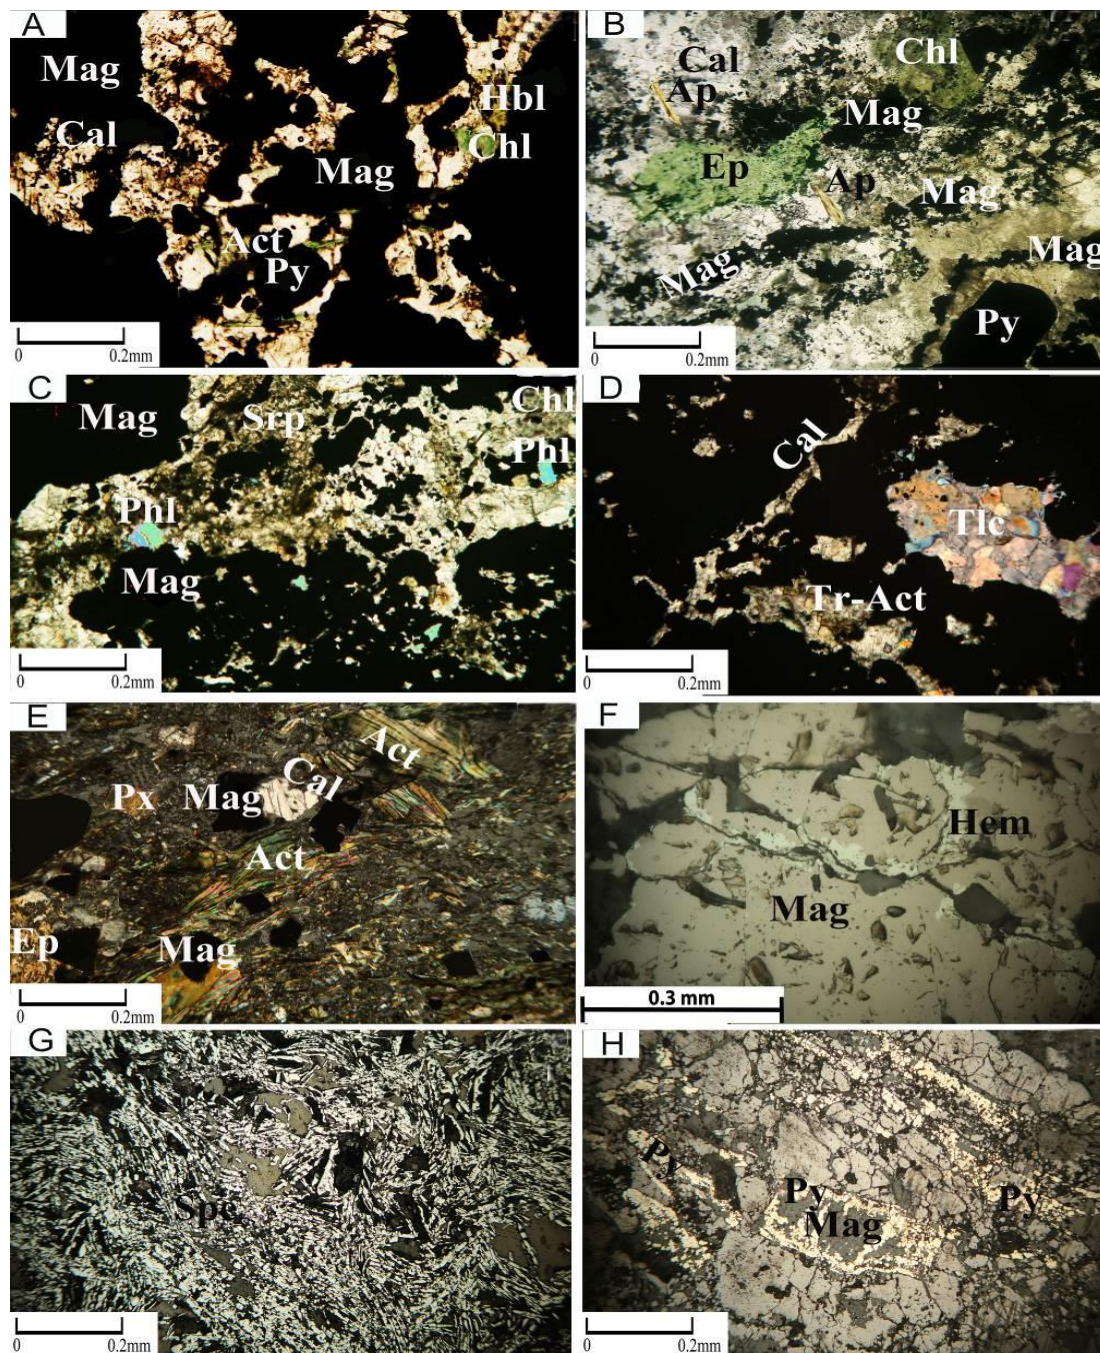 A
Mag
Hbl
Cal
Chl
Mag
Act
Py
0 0.2mm
B
Cal
Chl
Ap
Mag
Ep
Ap
Mag
Mag
Mag
Py
0 0.2mm
C
Mag
Srp
Chl
Phl
Phl
Mag
0 0.2mm
D
Cal
Tlc
Tr-Act
0 0.2mm
E
Act
Cal
Px
Mag
Act
Ep
Mag
0 0.2mm
F
Hem
Mag
0.3 mm
G
Spc
0 0.2mm
H
Py
Py
Py
Mag
0 0.2mm